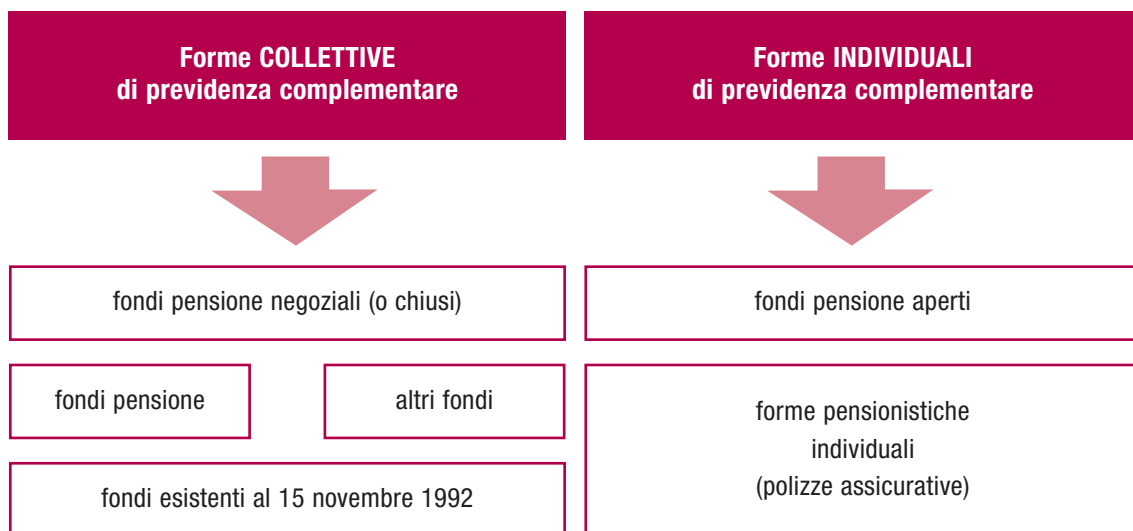 Forme COLLETTIVE
di previdenza complementare
fondi pensione negoziali (o chiusi)
fondi pensione
altri fondi
fondi esistenti al 15 novembre 1992
Forme INDIVIDUALI
di previdenza complementare
fondi pensione aperti
forme pensionistiche
individuali
(polizze assicurative)